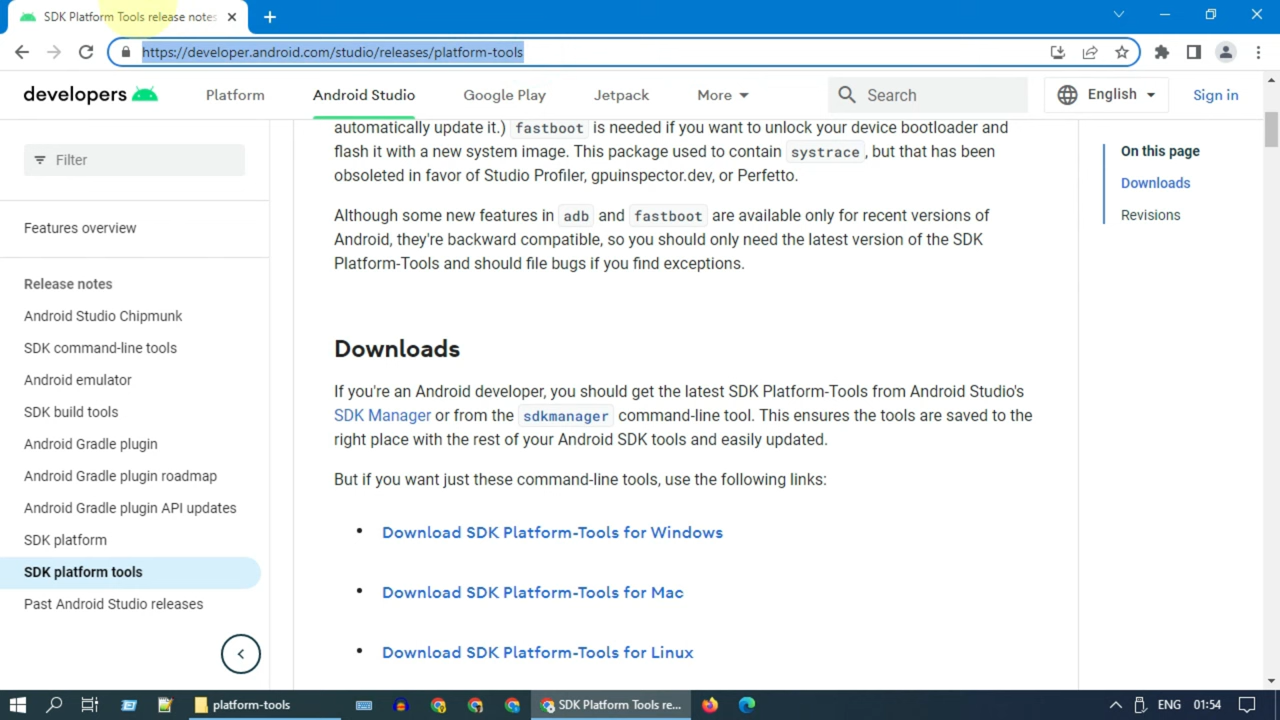 SDK Platform Tools release notes
https://developer.android.com/studio/releases/platform-tools
developers
Platform
Android Studio
Google Play
Jetpack
More
Search
English
Sign in
Filter
Features overview
Release notes
Android Studio Chipmunk
SDK command-line tools
Android emulator
SDK build tools
Android Gradle plugin
Android Gradle plugin roadmap
Android Gradle plugin API updates
SDK platform
SDK platform tools
Past Android Studio releases
automatically update it.) fastboot is needed if you want to unlock your device bootloader and
flash it with a new system image. This package used to contain systrace, but that has been
obsoleted in favor of Studio Profiler, gpuinspector.dev, or Perfetto.
Although some new features in adb and fastboot are available only for recent versions of
Android, they're backward compatible, so you should only need the latest version of the SDK
Platform-Tools and should file bugs if you find exceptions.
Downloads
If you're an Android developer, you should get the latest SDK Platform-Tools from Android Studio's
SDK Manager or from the sdkmanager command-line tool. This ensures the tools are saved to the
right place with the rest of your Android SDK tools and easily updated.
But if you want just these command-line tools, use the following links:
• Download SDK Platform-Tools for Windows
• Download SDK Platform-Tools for Mac
• Download SDK Platform-Tools for Linux
On this page
Downloads
Revisions
platform-tools
SDK Platform Tools re...
ENG
01:54